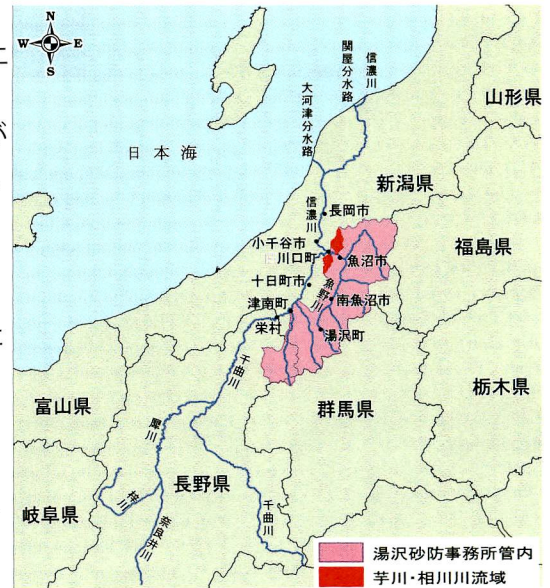 N
W
E
S
日本海
大河津分水路
関屋分水路
信濃川
山形県
新潟県
信濃川
長岡市
小千谷市
川口町
魚沼市
福島県
十日町市
魚野川
南魚沼市
津南町
栄村
湯沢町
千曲川
栃木県
群馬県
富山県
犀川
長野県
梓川
千曲川
岐阜県
奈良井川
湯沢砂防事務所管内
芋川・相川川流域